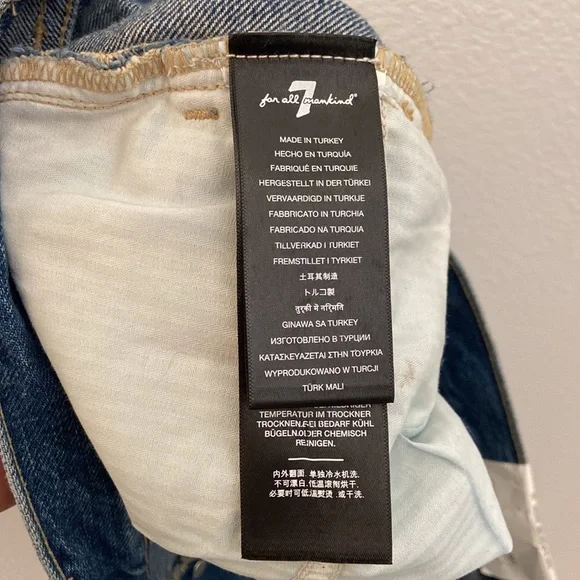 7
for all mankind®
MADE IN TURKEY
HECHO EN TURQUÍA
FABRIQUÉ EN TURQUIE
HERGESTELLT IN DER TÜRKEI
VERVAARDIGD IN TURKIJE
FABBRICATO IN TURCHIA
FABRICADO NA TURQUIA
TILLVERKAD I TURKIET
FREMSTILLET I TYRKIET
土耳其制造
トルコ製
तुर्की में निर्मित
GINAWA SA TURKEY
ИЗГОТОВЛЕНО В ТУРЦИИ
ΚΑΤΑΣΚΕΥΑΖΕΤΑΙ ΣΤΗΝ ΤΟΥΡΚΙΑ
WYPRODUKOWANO W TURCJI
TÜRK MALI
TEMPERATUR IM TROCKNER
TROCKNEN.BEI BEDARF KÜHL
BÜGELN.ODER CHEMISCH
REINIGEN.
内外翻面. 单独冷水机洗.
不可漂白. 低温滚筒烘干.
必要时可低温熨烫. 或干洗.